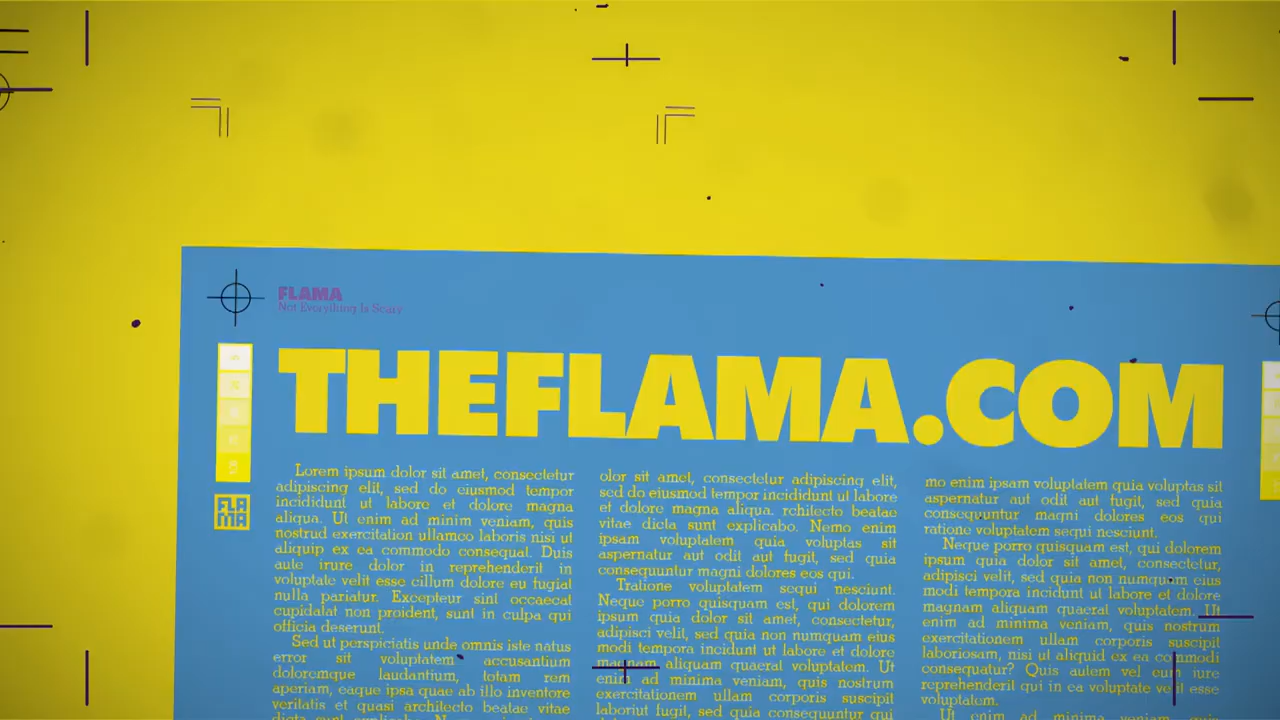 FLAMA
Not Everything Is Scary
THEFLAMA.COM
FLA
MA
Lorem ipsum dolor sit amet, consectetur
adipiscing elit, sed do eiusmod tempor
incididunt ut labore et dolore magna
aliqua. Ut enim ad minim veniam, quis
nostrud exercitation ullamco laboris nisi ut
aliquip ex ea commodo consequat. Duis
aute irure dolor in reprehenderit in
voluptate velit esse cillum dolore eu fugiat
nulla pariatur. Excepteur sint occaecat
cupidatat non proident, sunt in culpa qui
officia deserunt.
Sed ut perspiciatis unde omnis iste natus
error sit voluptatem accusantium
doloremque laudantium, totam rem
aperiam, eaque ipsa quae ab illo inventore
veritatis et quasi architecto beatae vitae
dicta sunt explicabo.
olor sit amet, consectetur adipiscing elit,
sed do eiusmod tempor incididunt ut labore
et dolore magna aliqua. rchitecto beatae
vitae dicta sunt explicabo. Nemo enim
ipsam voluptatem quia voluptas sit
aspernatur aut odit aut fugit, sed quia
consequuntur magni dolores eos qui.
Tratione voluptatem sequi nesciunt.
Neque porro quisquam est, qui dolorem
ipsum quia dolor sit amet, consectetur,
adipisci velit, sed quia non numquam eius
modi tempora incidunt ut labore et dolore
magnam aliquam quaerat voluptatem. Ut
enim ad minima veniam, quis nostrum
exercitationem ullam corporis suscipit
laboriut fugit, sed quia consequuntur qui
mo enim ipsam voluptatem quia voluptas sit
aspernatur aut odit aut fugit, sed quia
consequuntur magni dolores eos qui
ratione voluptatem sequi nesciunt.
Neque porro quisquam est, qui dolorem
ipsum quia dolor sit amet, consectetur,
adipisci velit, sed quia non numquam eius
modi tempora incidunt ut labore et dolore
magnam aliquam quaerat voluptatem. Ut
enim ad minima veniam, quis nostrum
exercitationem ullam corporis suscipit
laboriosam, nisi ut aliquid ex ea commodi
consequatur? Quis autem vel eum iure
reprehenderit qui in ea voluptate velit esse
voluptatem.
Ut enim ad minima veniam, quis